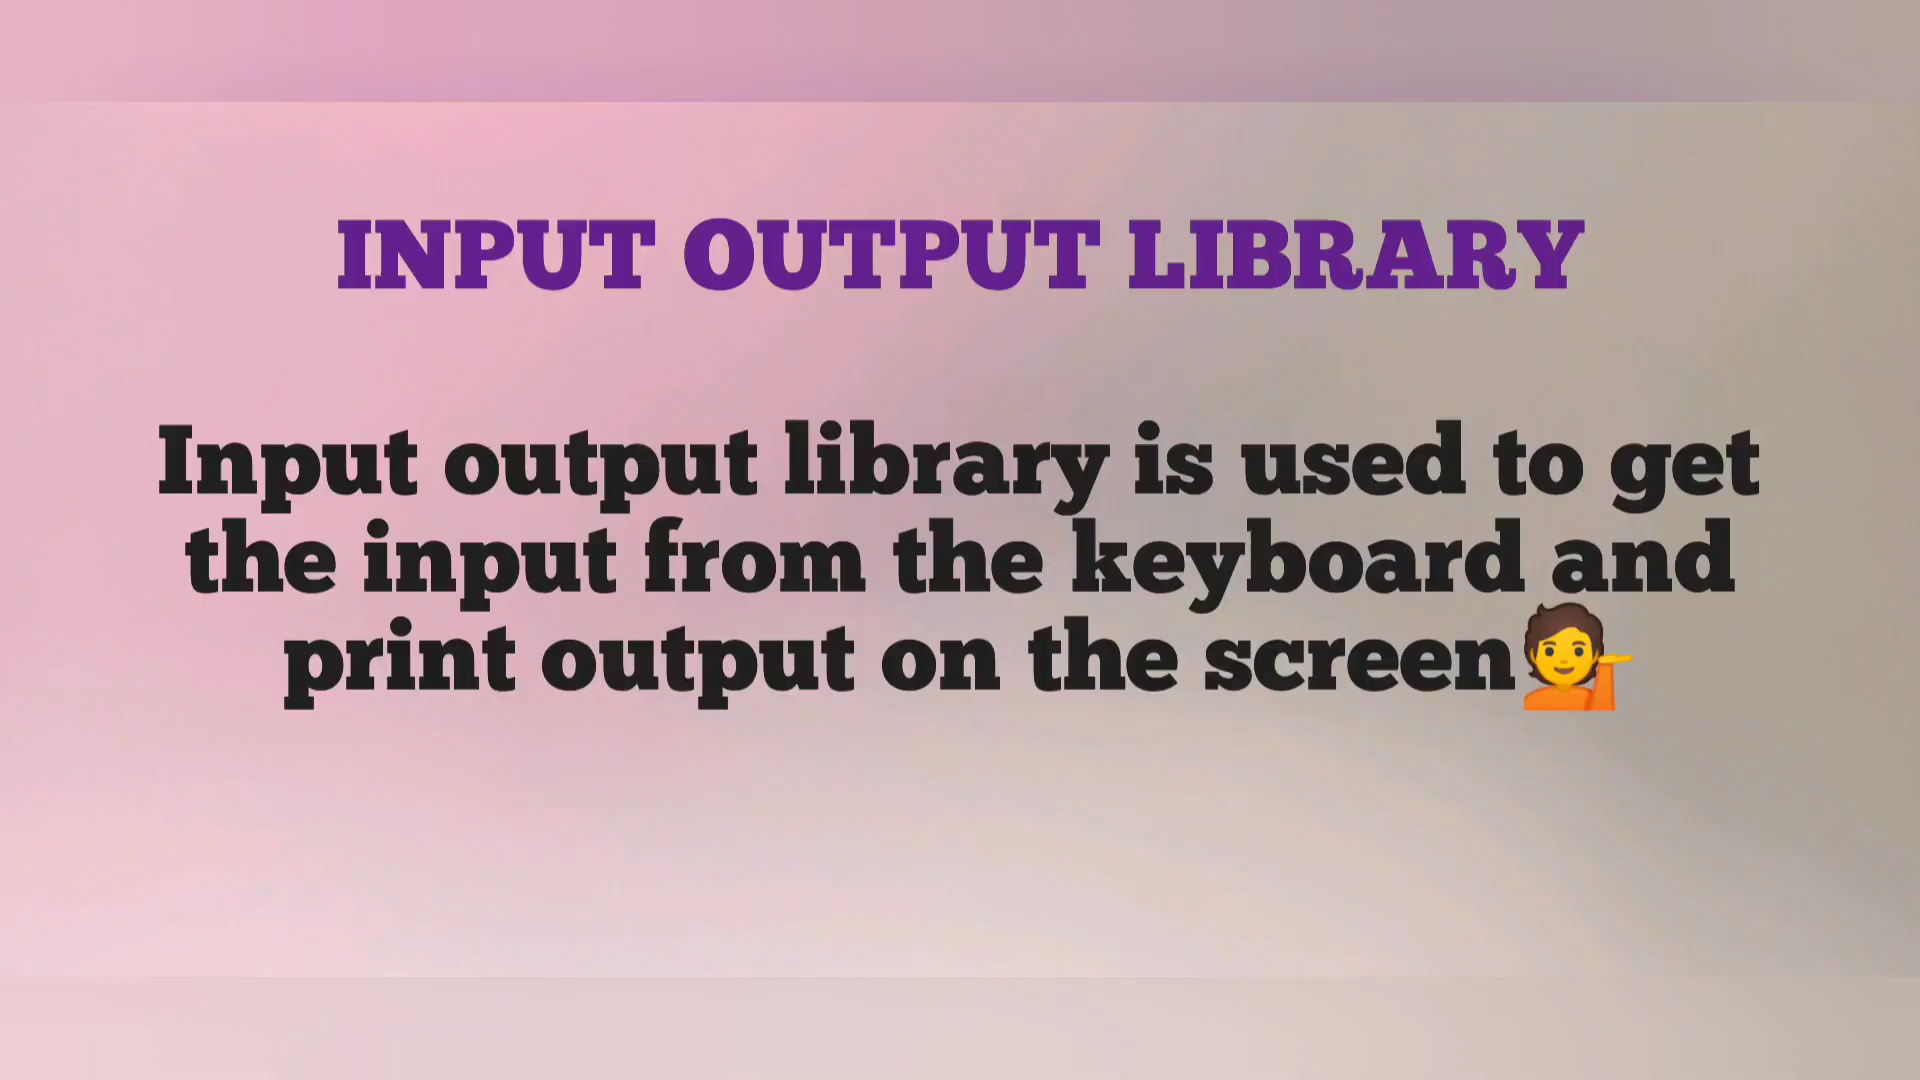 INPUT OUTPUT LIBRARY
Input output library is used to get
the input from the keyboard and
print output on the screen💁